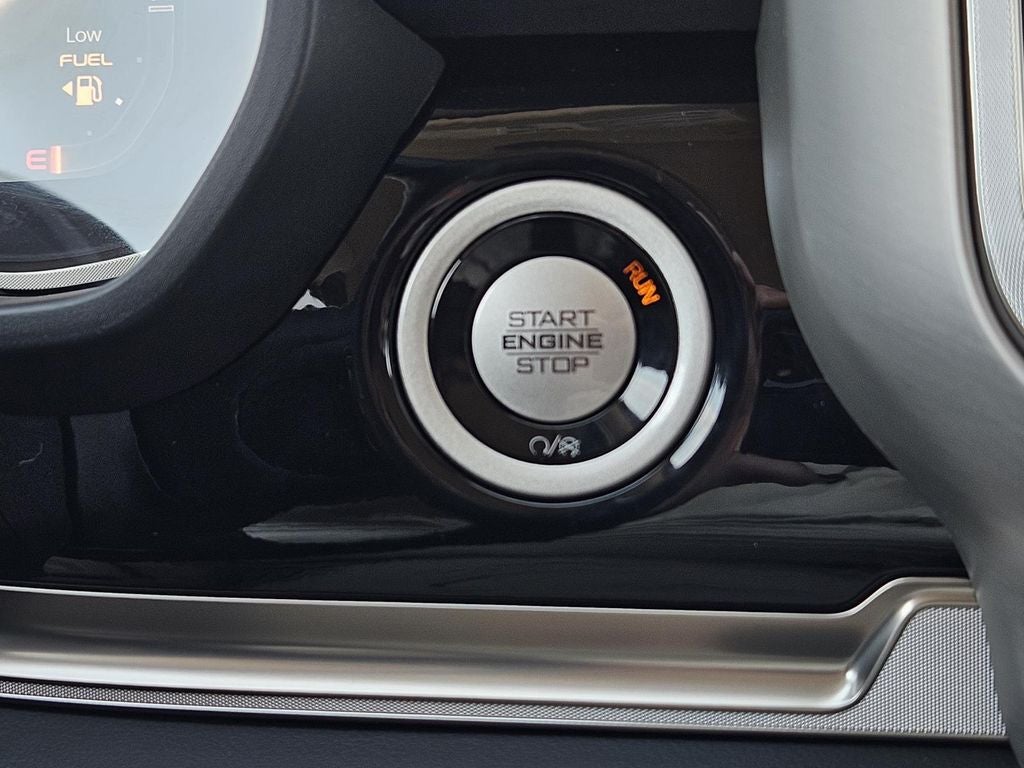 Low
FUEL
E
RUN
START
ENGINE
STOP